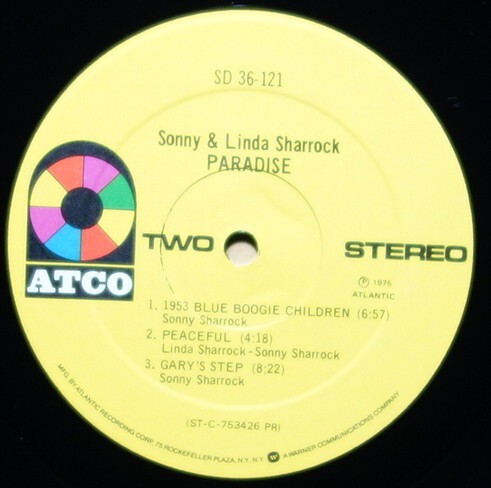 SD 36-121
Sonny & Linda Sharrock
PARADISE
TWO
STEREO
ATCO
℗ 1975
ATLANTIC
1. 1953 BLUE BOOGIE CHILDREN (6:57)
Sonny Sharrock
2. PEACEFUL (4:18)
Linda Sharrock-Sonny Sharrock
3. GARY'S STEP (8:22)
Sonny Sharrock
(ST-C-753426 PR)
MFG. BY ATLANTIC RECORDING CORP. 75 ROCKEFELLER PLAZA, N.Y., N.Y. A WARNER COMMUNICATIONS COMPANY